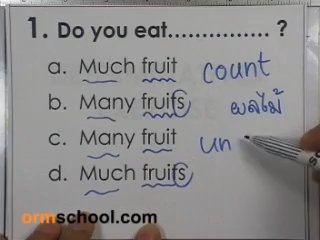 1. Do you eat............... ?
a. Much fruit count
b. Many fruits ผลไม้
c. Many fruit un
d. Much fruits
ormschool.com